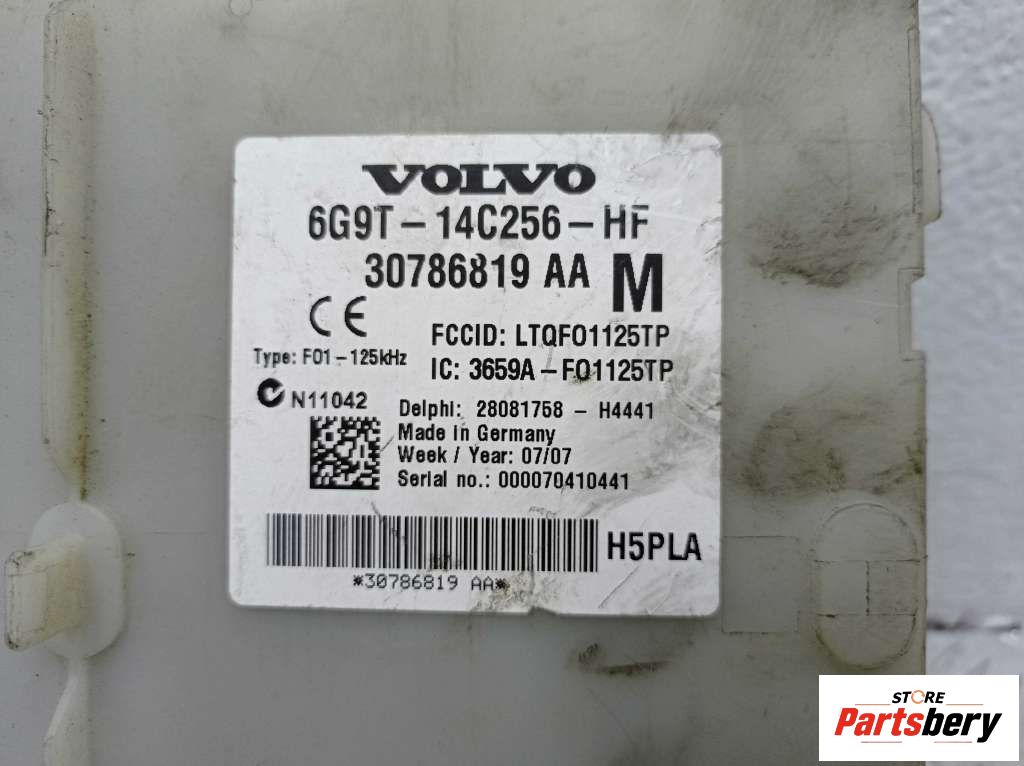 VOLVO
6G9T-14C256-HF
30786819 AA M
CE
FCCID: LTQFO1125TP
Type: FO1-125kHz
IC: 3659A-FO1125TP
N11042
Delphi: 28081758 - H4441
Made in Germany
Week / Year: 07/07
Serial no.: 000070410441
H5PLA
*30786819 AA*
STORE
Partsbery